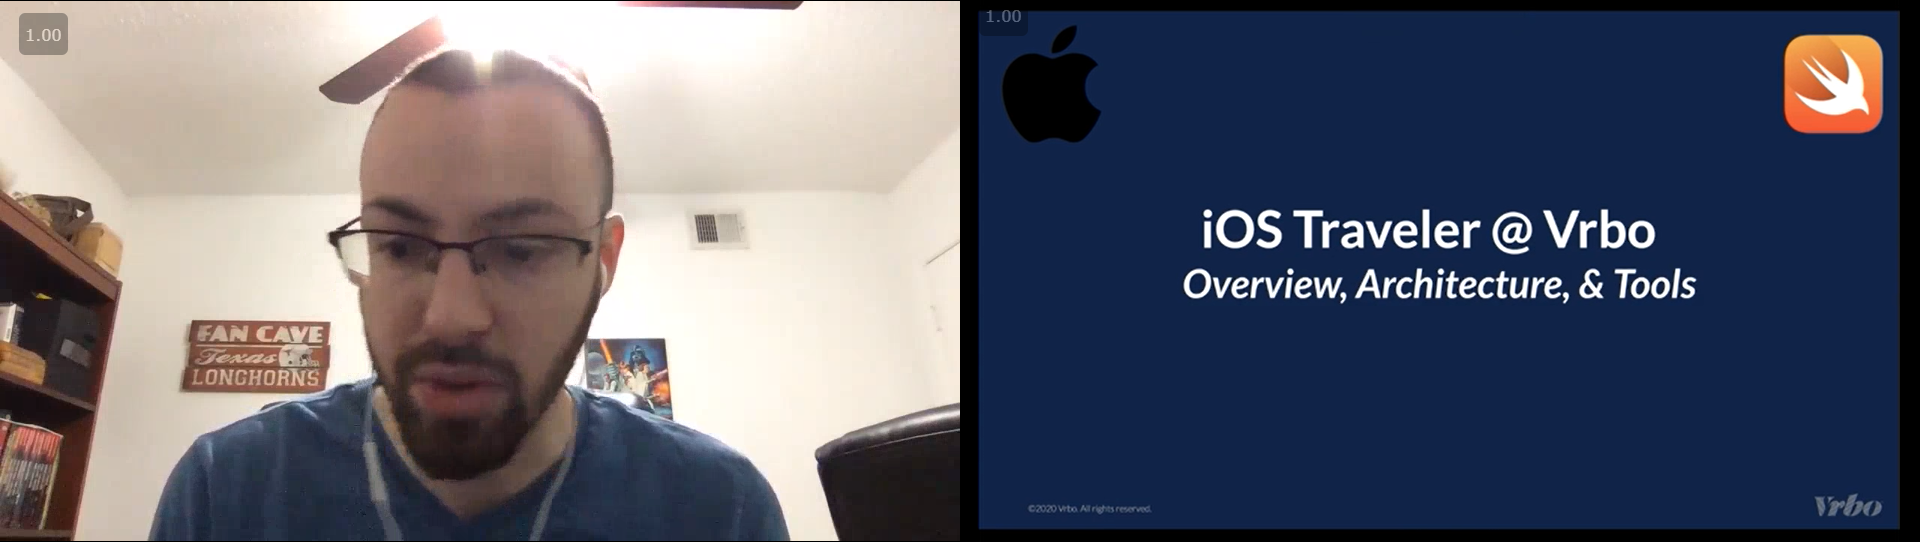 1.00
FAN CAVE
Texas
LONGHORNS
1.00
iOS Traveler @ Vrbo
Overview, Architecture, & Tools
©2020 Vrbo. All rights reserved.
Vrbo